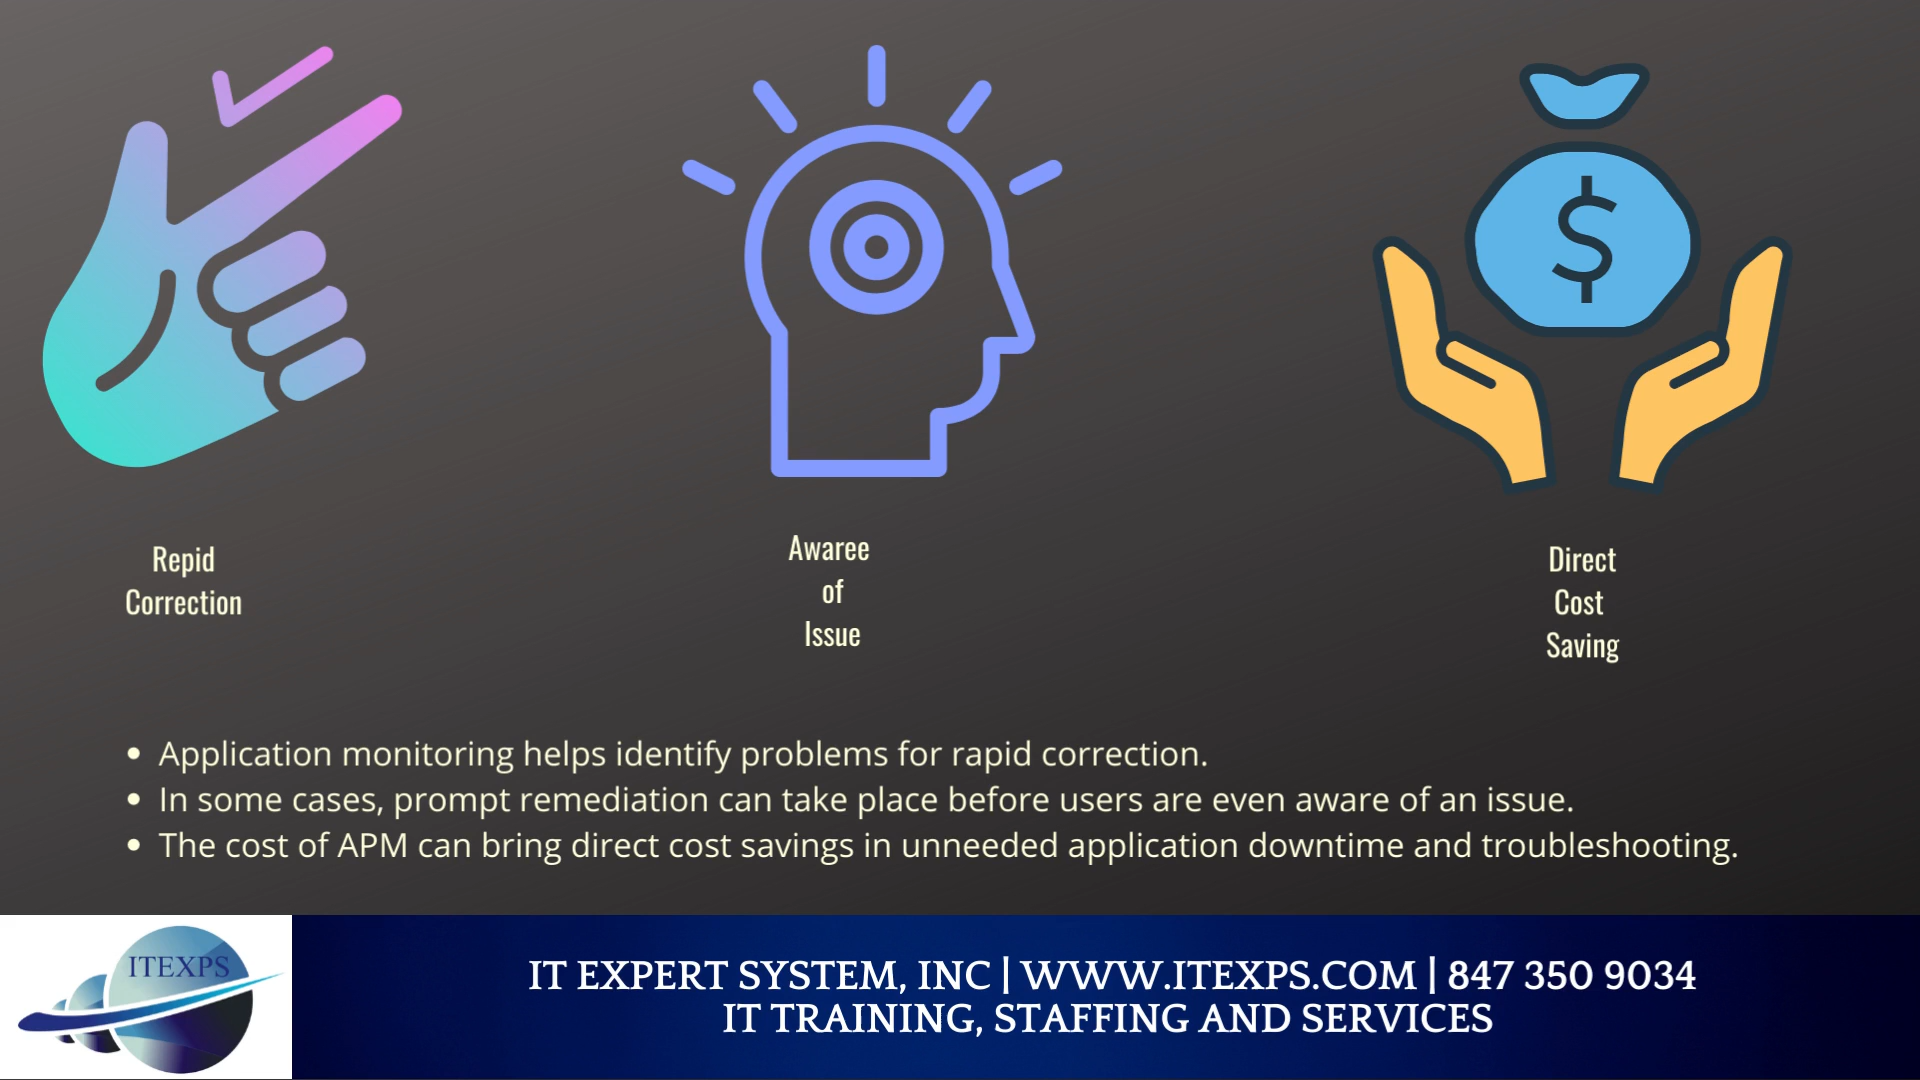 $
Repid
Correction
Awaree
of
Issue
Direct
Cost
Saving
• Application monitoring helps identify problems for rapid correction.
• In some cases, prompt remediation can take place before users are even aware of an issue.
• The cost of APM can bring direct cost savings in unneeded application downtime and troubleshooting.
ITEXPS
IT EXPERT SYSTEM, INC | WWW.ITEXPS.COM | 847 350 9034
IT TRAINING, STAFFING AND SERVICES